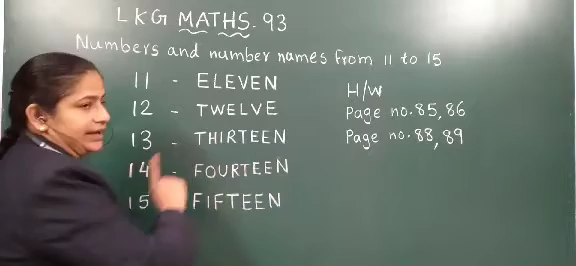 LKG MATHS. 93
Numbers and number names from 11 to 15
11 - ELEVEN
12 - TWELVE
13 - THIRTEEN
14 - FOURTEEN
15 FIFTEEN
H/W
Page no. 85, 86
Page no. 88, 89